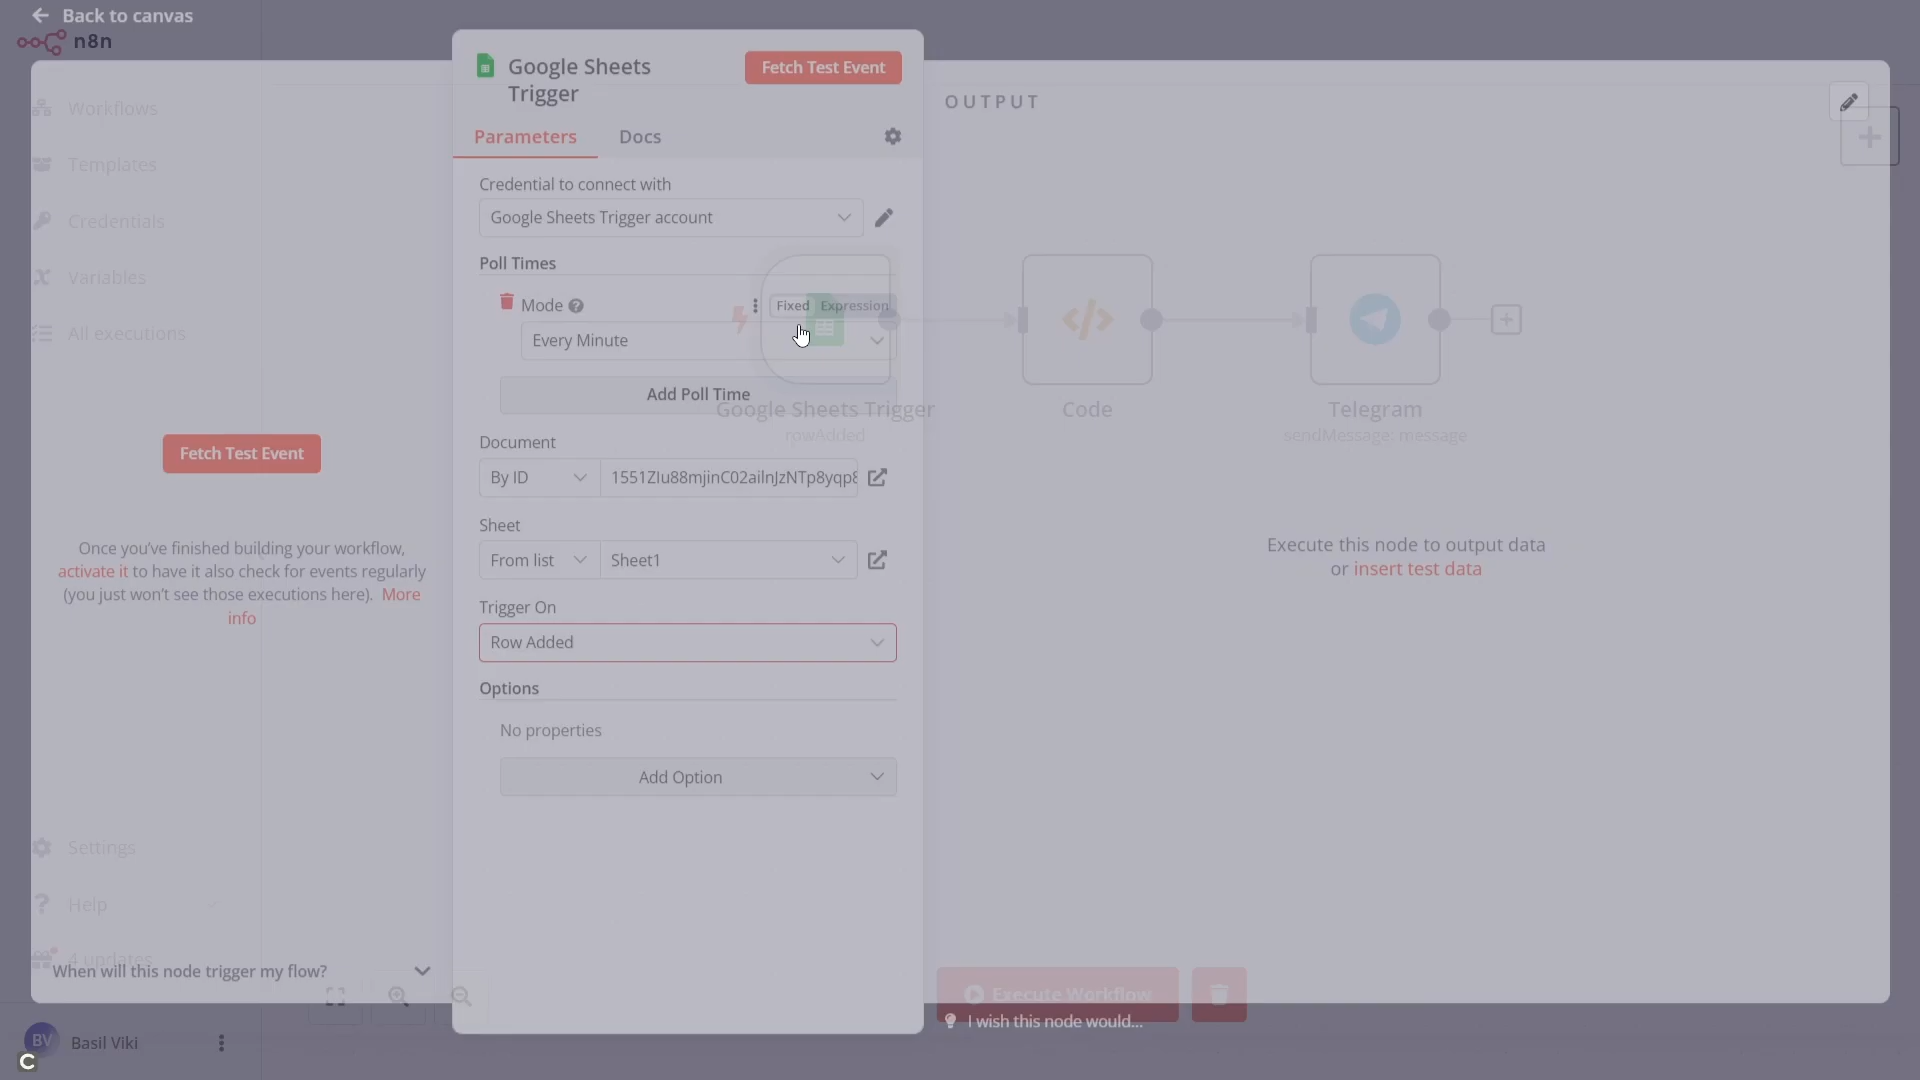 Back to canvas
n8n
Workflows
Templates
Credentials
Variables
All executions
Fetch Test Event
Once you've finished building your workflow,
activate it to have it also check for events regularly
(you just won't see those executions here). More
info
Settings
Help
4 updates
When will this node trigger my flow?
BV Basil Viki
C
Google Sheets
Trigger
Fetch Test Event
Parameters Docs
Credential to connect with
Google Sheets Trigger account
Poll Times
Mode Fixed Expression
Every Minute
Add Poll Time
Document
By ID
Sheet
From list Sheet1
Trigger On
Row Added
Options
No properties
Add Option
OUTPUT
Google Sheets Trigger
rowAdded
Code
Telegram
sendMessage: message
Execute this node to output data
or insert test data
Execute Workflow
I wish this node would...